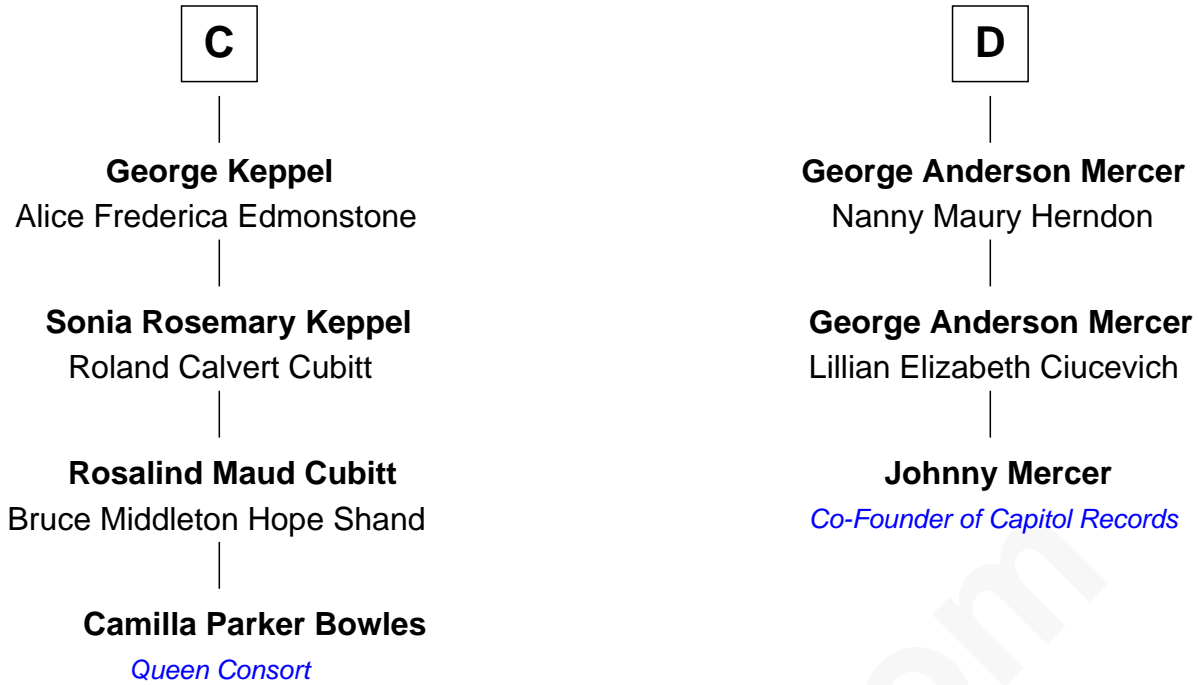 C
George Keppel
Alice Frederica Edmonstone
Sonia Rosemary Keppel
Roland Calvert Cubitt
Rosalind Maud Cubitt
Bruce Middleton Hope Shand
Camilla Parker Bowles
Queen Consort
D
George Anderson Mercer
Nanny Maury Herndon
George Anderson Mercer
Lillian Elizabeth Ciucevich
Johnny Mercer
Co-Founder of Capitol Records
om